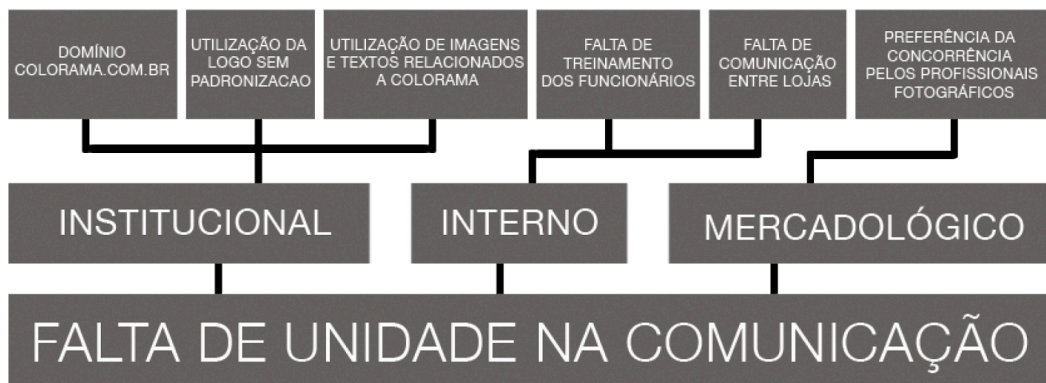 DOMÍNIO
COLORAMA.COM.BR
UTILIZAÇÃO DA
LOGO SEM
PADRONIZACAO
UTILIZAÇÃO DE IMAGENS
E TEXTOS RELACIONADOS
A COLORAMA
FALTA DE
TREINAMENTO
DOS FUNCIONÁRIOS
FALTA DE
COMUNICAÇÃO
ENTRE LOJAS
PREFERÊNCIA DA
CONCORRÊNCIA
PELOS PROFISSIONAIS
FOTOGRÁFICOS
INSTITUCIONAL
INTERNO
MERCADOLÓGICO
FALTA DE UNIDADE NA COMUNICAÇÃO